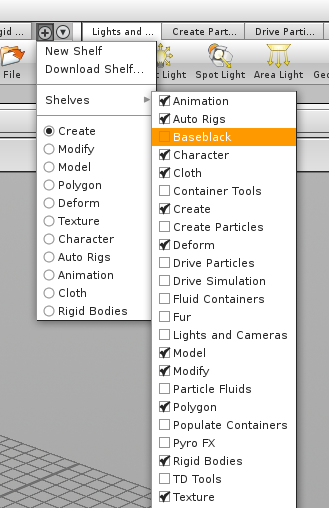 gid ...
Lights and ...
Create Part...
Drive Parti...
File
t Light
Spot Light
Area Light
Geo
New Shelf
Download Shelf...
Shelves
Create
Modify
Model
Polygon
Deform
Texture
Character
Auto Rigs
Animation
Cloth
Rigid Bodies
Animation
Auto Rigs
Baseblack
Character
Cloth
Container Tools
Create
Create Particles
Deform
Drive Particles
Drive Simulation
Fluid Containers
Fur
Lights and Cameras
Model
Modify
Particle Fluids
Polygon
Populate Containers
Pyro FX
Rigid Bodies
TD Tools
Texture